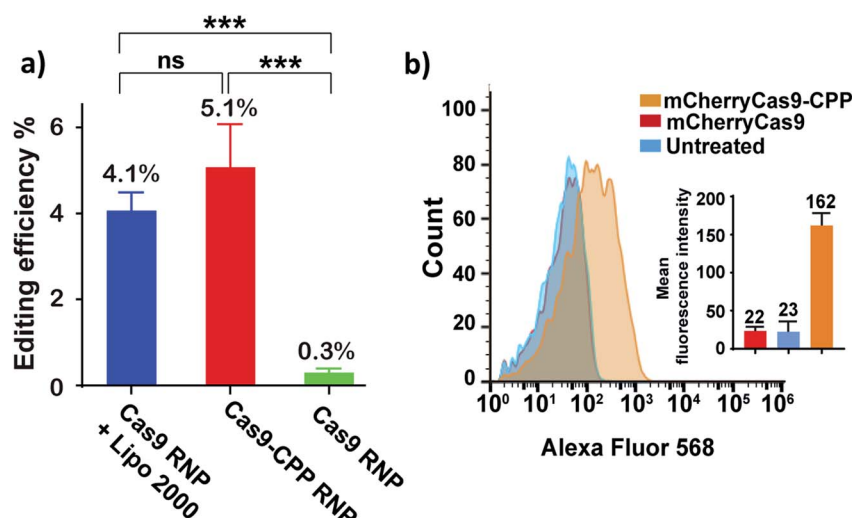 a)
***
ns
***
Editing efficiency %
6
4
2
0
4.1%
5.1%
0.3%
Cas9 RNP
+ Lipo 2000
Cas9-CPP RNP
Cas9 RNP
b)
Count
100
80
60
40
20
0
10⁰ 10¹ 10² 10³ 10⁴ 10⁵ 10⁶
Alexa Fluor 568
mCherryCas9-CPP
mCherryCas9
Untreated
Mean
fluorescence intensity
200
150
100
50
0
22
23
162